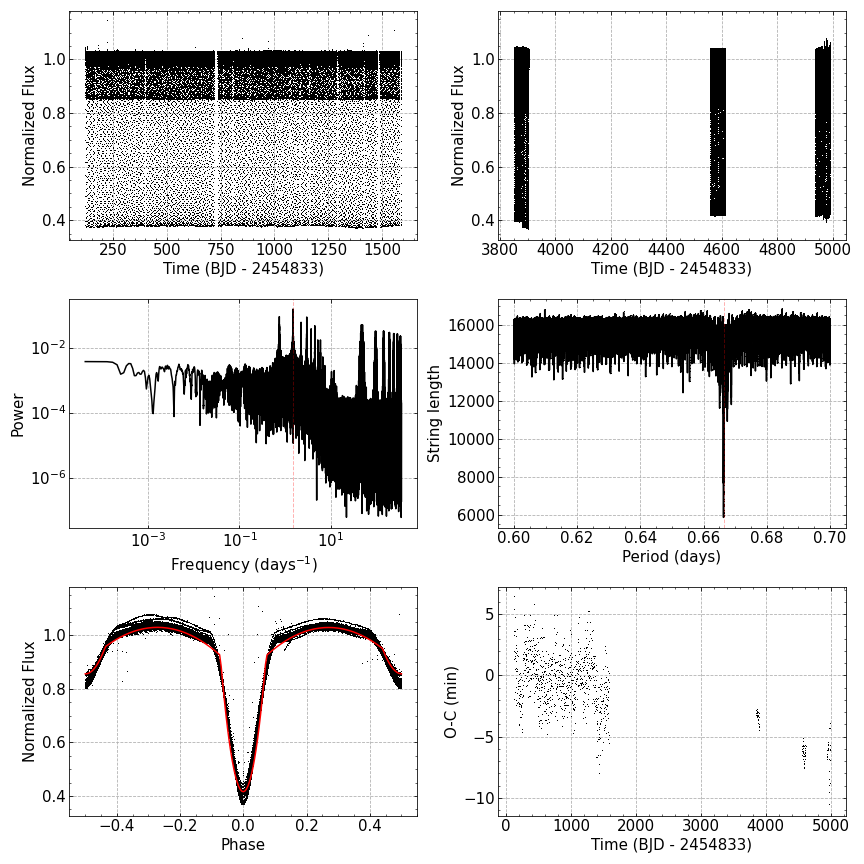 1.0
0.8
0.6
0.4
Normalized Flux
250 500 750 1000 1250 1500
Time (BJD - 2454833)
1.0
0.8
0.6
0.4
Normalized Flux
3800 4000 4200 4400 4600 4800 5000
Time (BJD - 2454833)
10⁻²
10⁻⁴
10⁻⁶
Power
10⁻³ 10⁻¹ 10¹
Frequency (days⁻¹)
16000
14000
12000
10000
8000
6000
String length
0.60 0.62 0.64 0.66 0.68 0.70
Period (days)
1.0
0.8
0.6
0.4
Normalized Flux
−0.4 −0.2 0.0 0.2 0.4
Phase
5
0
−5
−10
O-C (min)
0 1000 2000 3000 4000 5000
Time (BJD - 2454833)